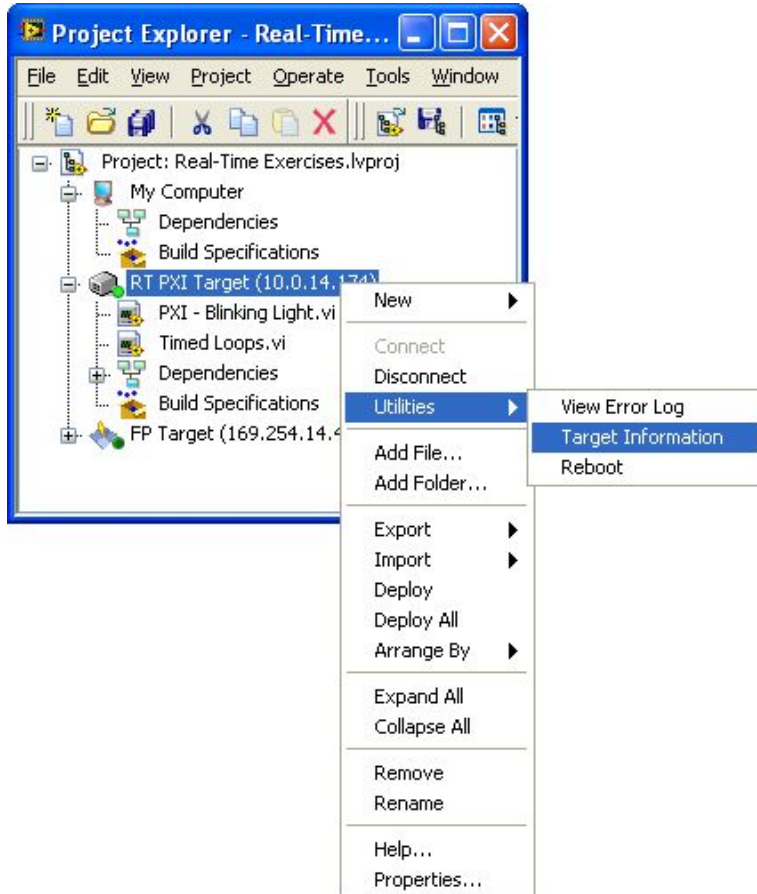 Project Explorer - Real-Time...
File Edit View Project Operate Tools Window
Project: Real-Time Exercises.lvproj
My Computer
Dependencies
Build Specifications
RT PXI Target (10.0.14.174)
PXI - Blinking Light.vi
Timed Loops.vi
Dependencies
Build Specifications
FP Target (169.254.14.4
New
Connect
Disconnect
Utilities
Add File...
Add Folder...
Export
Import
Deploy
Deploy All
Arrange By
Expand All
Collapse All
Remove
Rename
Help...
Properties...
View Error Log
Target Information
Reboot